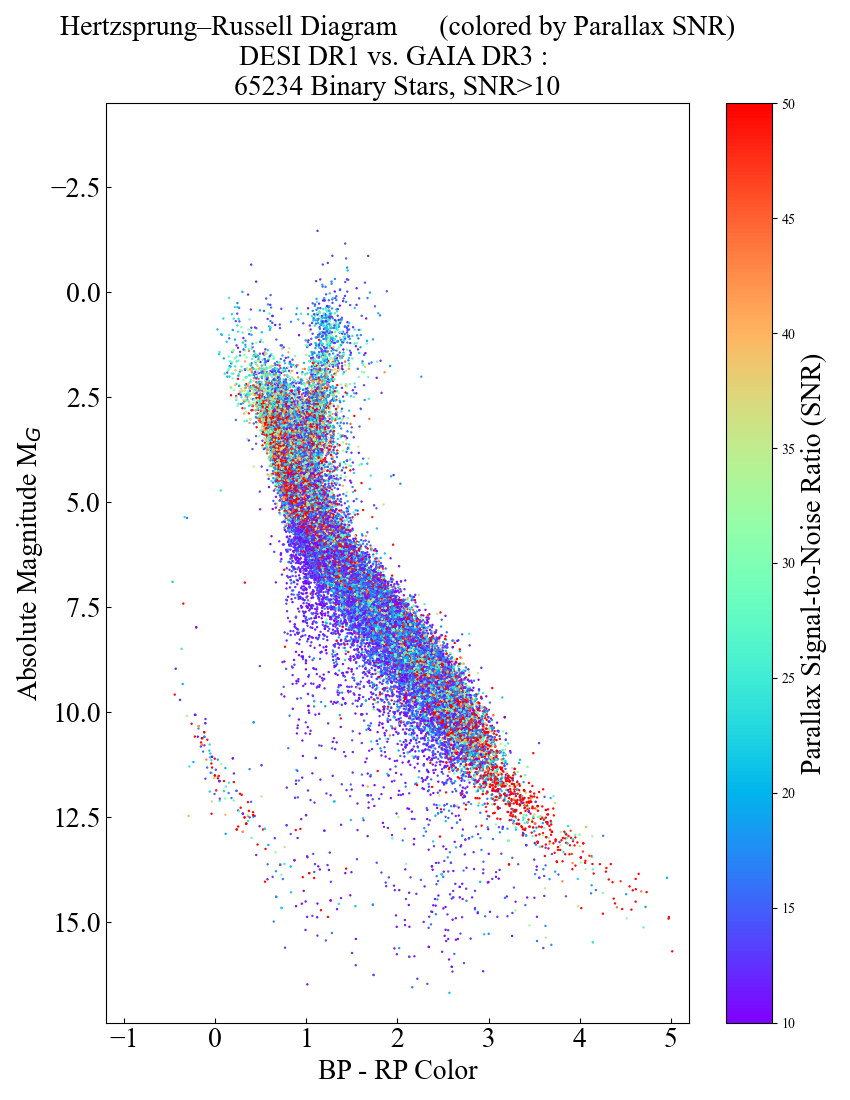 Hertzsprung–Russell Diagram (colored by Parallax SNR)
DESI DR1 vs. GAIA DR3 :
65234 Binary Stars, SNR>10
Absolute Magnitude M_G
−2.5
0.0
2.5
5.0
7.5
10.0
12.5
15.0
−1 0 1 2 3 4 5
BP - RP Color
50
45
40
35
30
25
20
15
10
Parallax Signal-to-Noise Ratio (SNR)